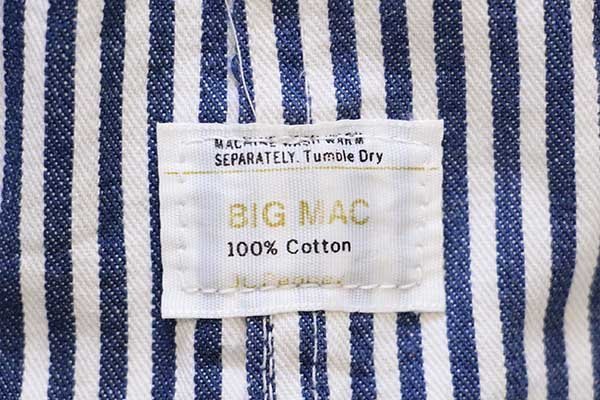 MACHINE WASH WARM
SEPARATELY. Tumble Dry
BIG MAC
100% Cotton